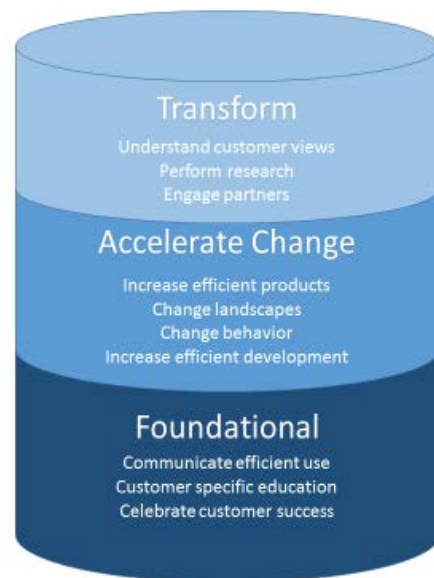 Transform
Understand customer views
Perform research
Engage partners
Accelerate Change
Increase efficient products
Change landscapes
Change behavior
Increase efficient development
Foundational
Communicate efficient use
Customer specific education
Celebrate customer success